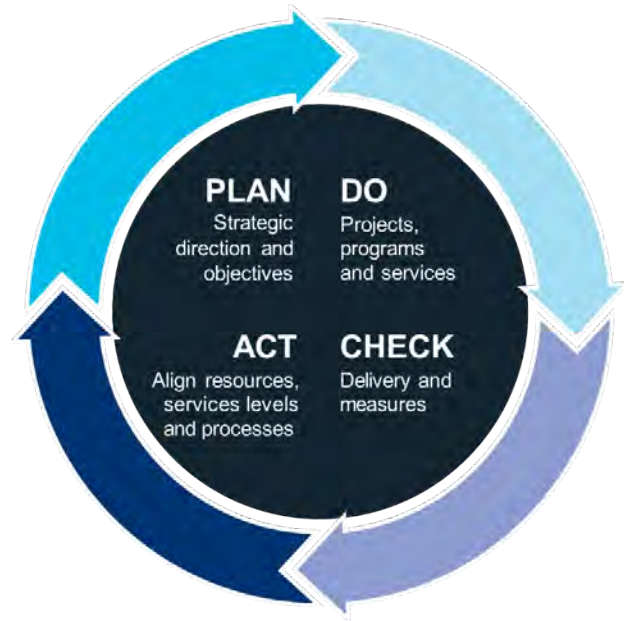 PLAN
Strategic
direction and
objectives
DO
Projects,
programs
and services
ACT
Align resources,
services levels
and processes
CHECK
Delivery and
measures